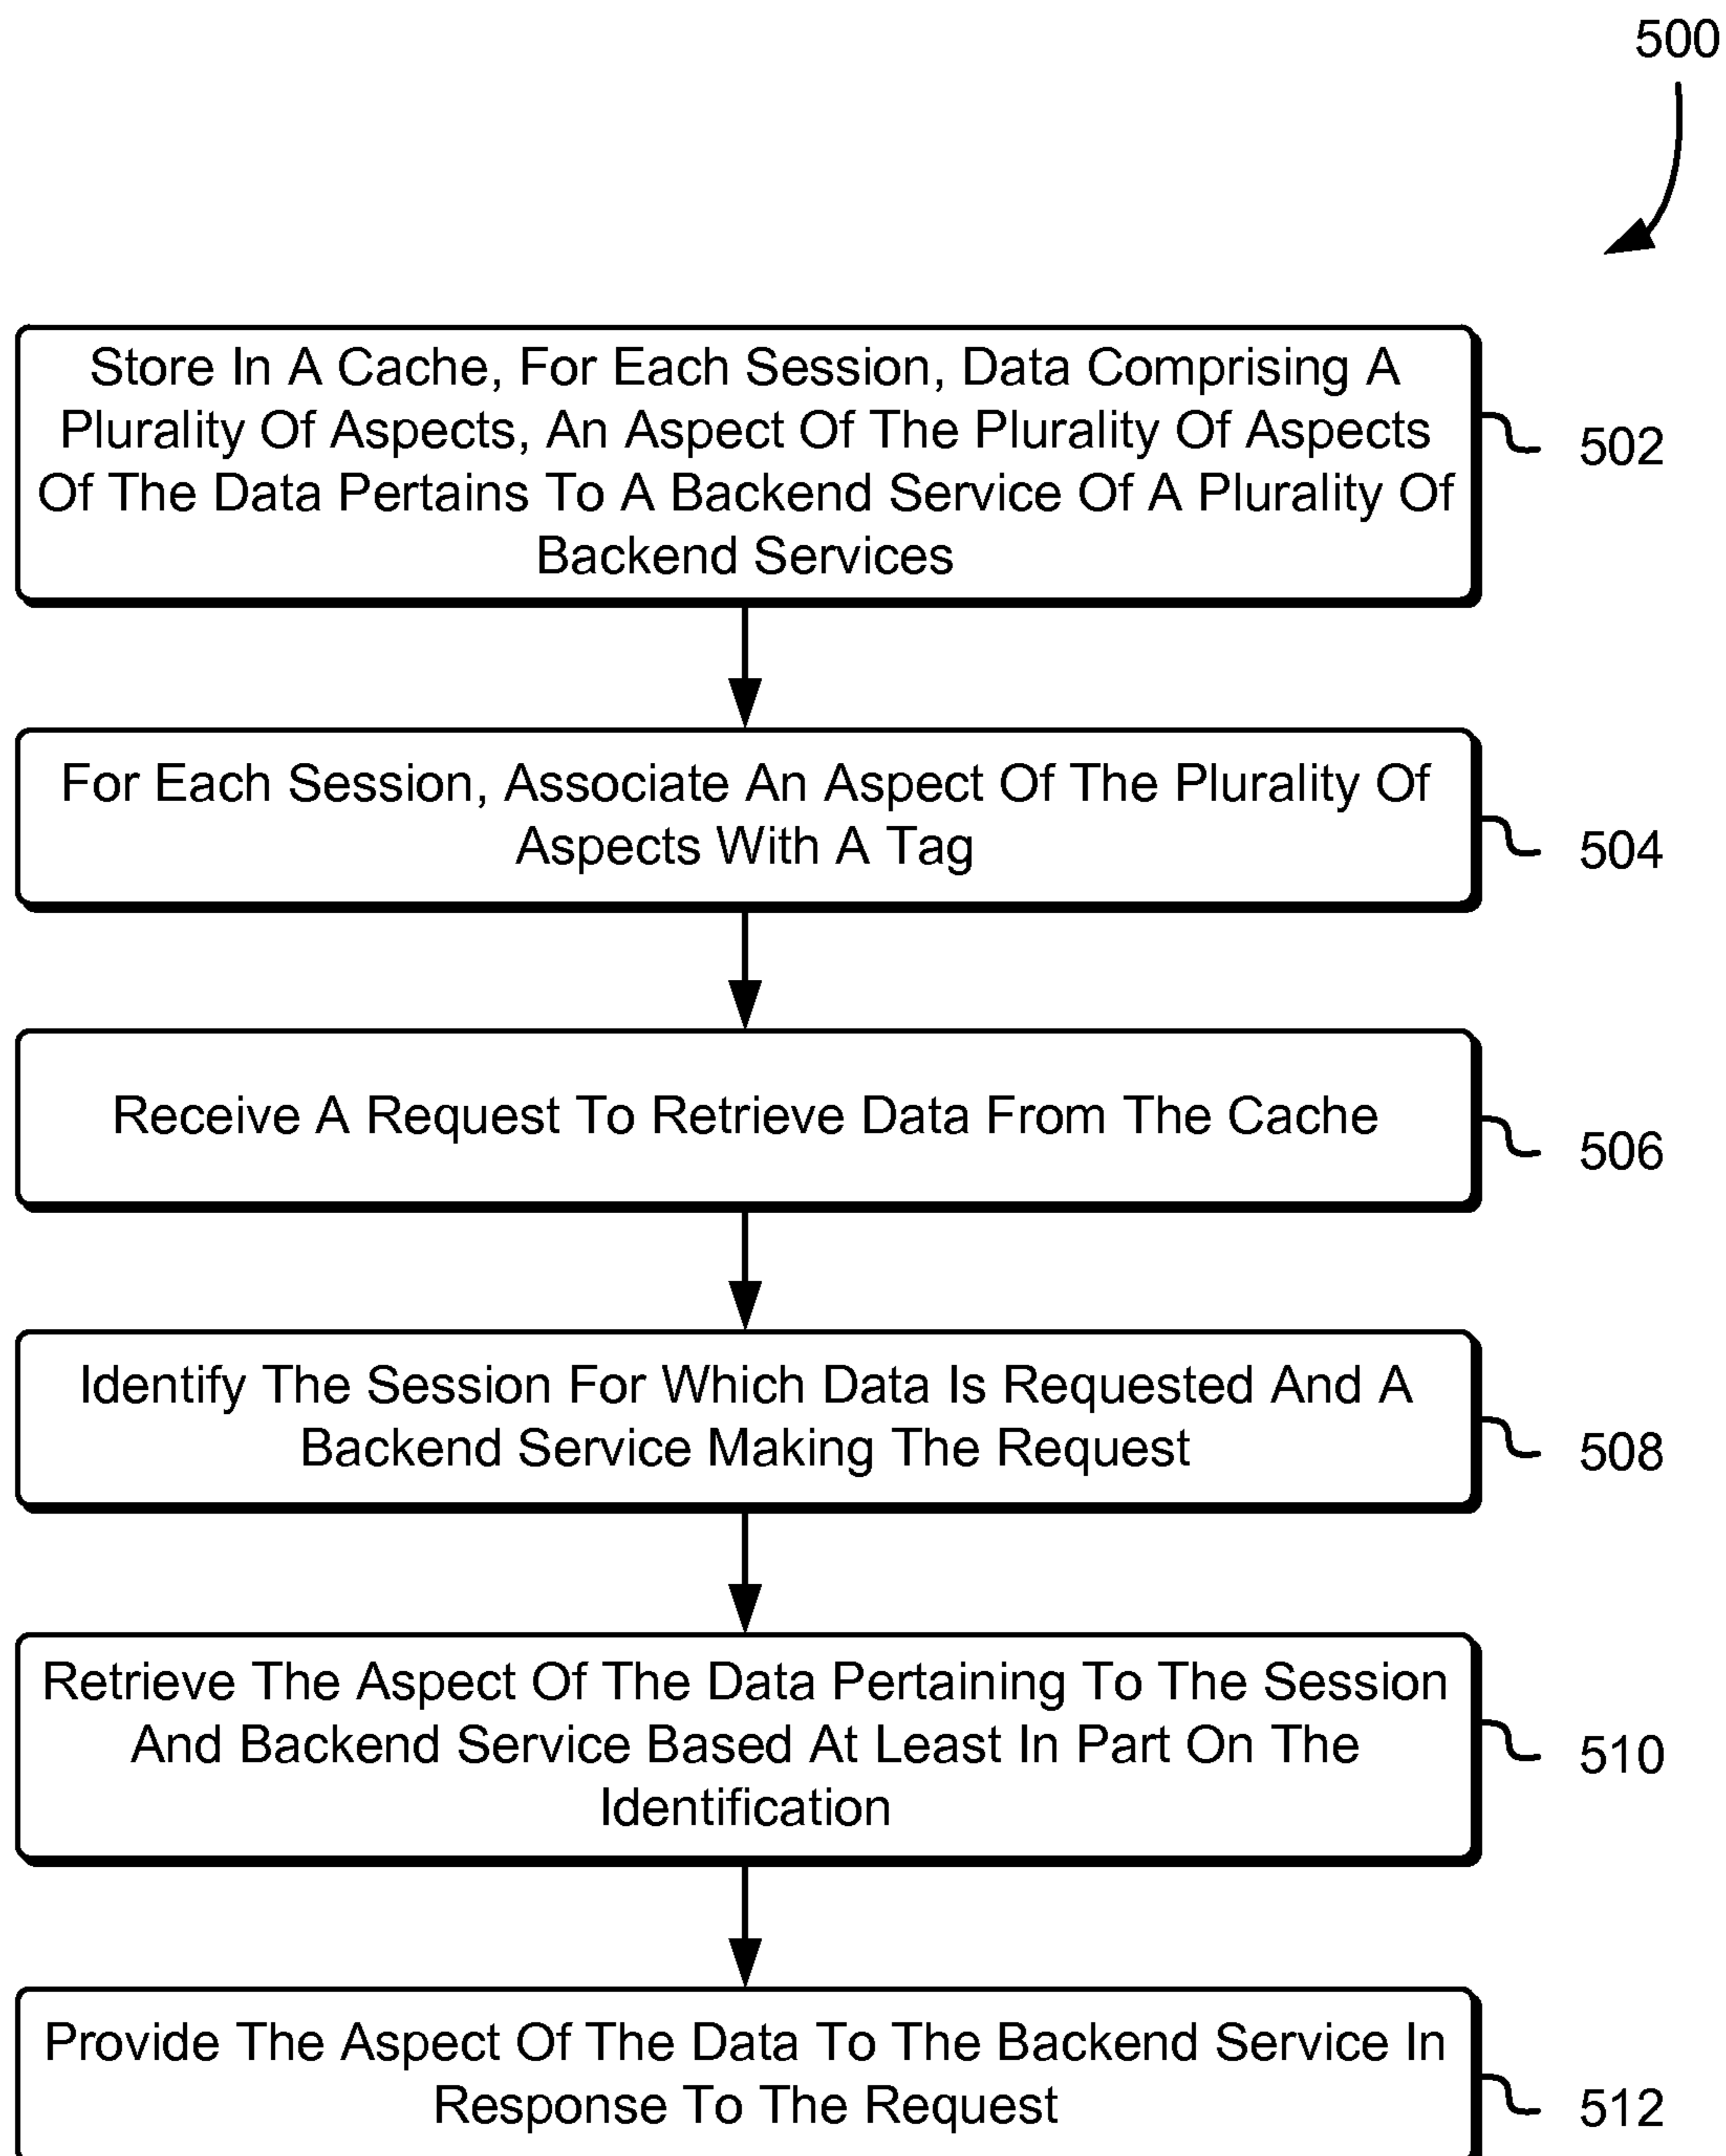 500
Store In A Cache, For Each Session, Data Comprising A
Plurality Of Aspects, An Aspect Of The Plurality Of Aspects
Of The Data Pertains To A Backend Service Of A Plurality Of
Backend Services
502
For Each Session, Associate An Aspect Of The Plurality Of
Aspects With A Tag
504
Receive A Request To Retrieve Data From The Cache
506
Identify The Session For Which Data Is Requested And A
Backend Service Making The Request
508
Retrieve The Aspect Of The Data Pertaining To The Session
And Backend Service Based At Least In Part On The
Identification
510
Provide The Aspect Of The Data To The Backend Service In
Response To The Request
512